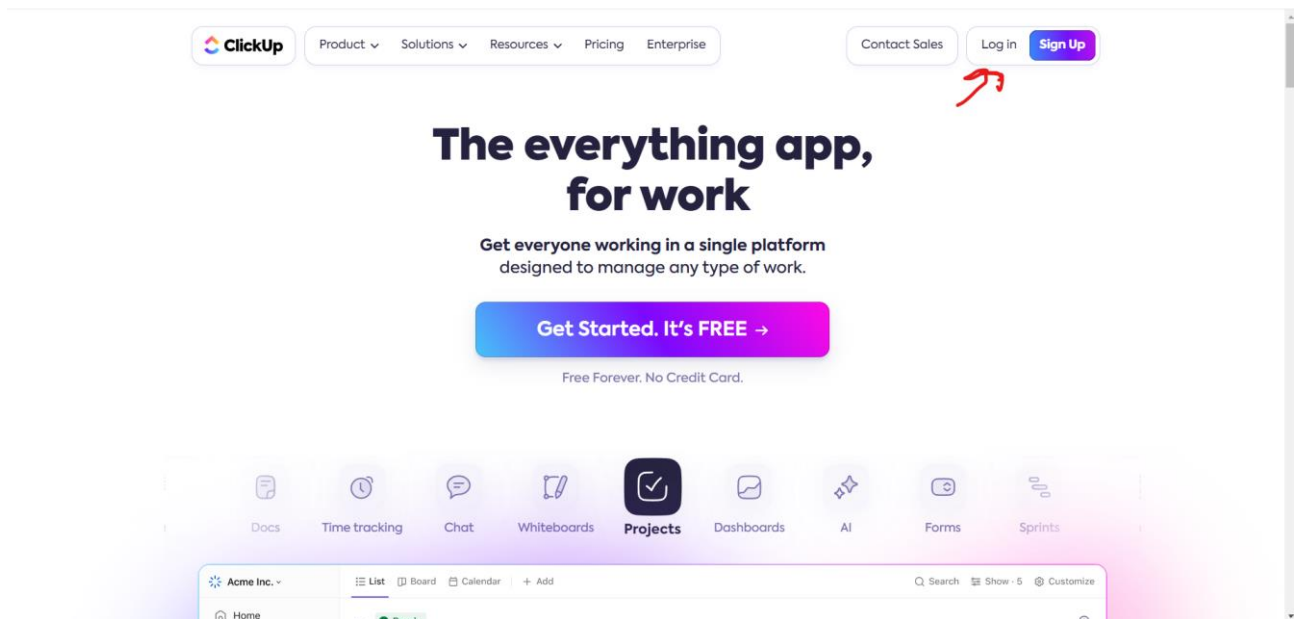 ClickUp Product Solutions Resources Pricing Enterprise Contact Sales Log in Sign Up
The everything app,
for work
Get everyone working in a single platform
designed to manage any type of work.
Get Started. It's FREE →
Free Forever. No Credit Card.
Docs Time tracking Chat Whiteboards Projects Dashboards AI Forms Sprints
Acme Inc. List Board Calendar + Add Search Show · 5 Customize
Home